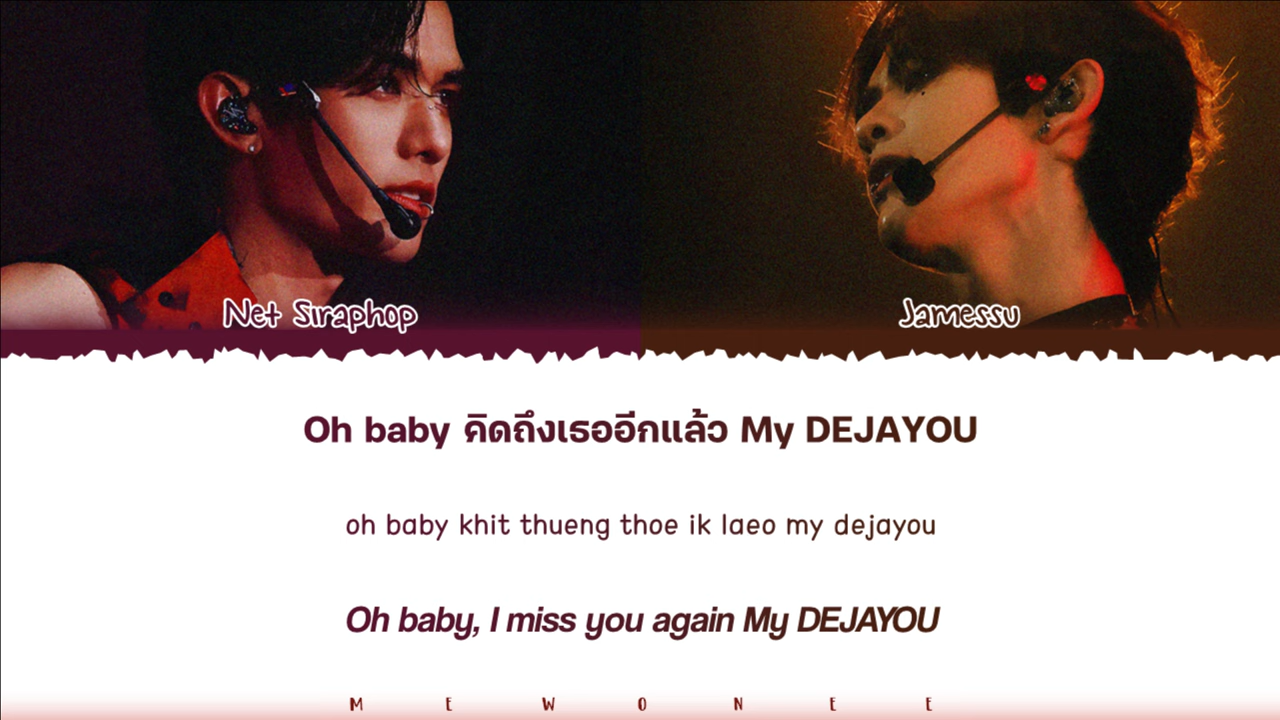 Net Siraphop
Jamessu
Oh baby คิดถึงเธออีกแล้ว My DEJAYOU
oh baby khit thueng thoe ik laeo my dejayou
Oh baby, I miss you again My DEJAYOU
MEWONEE